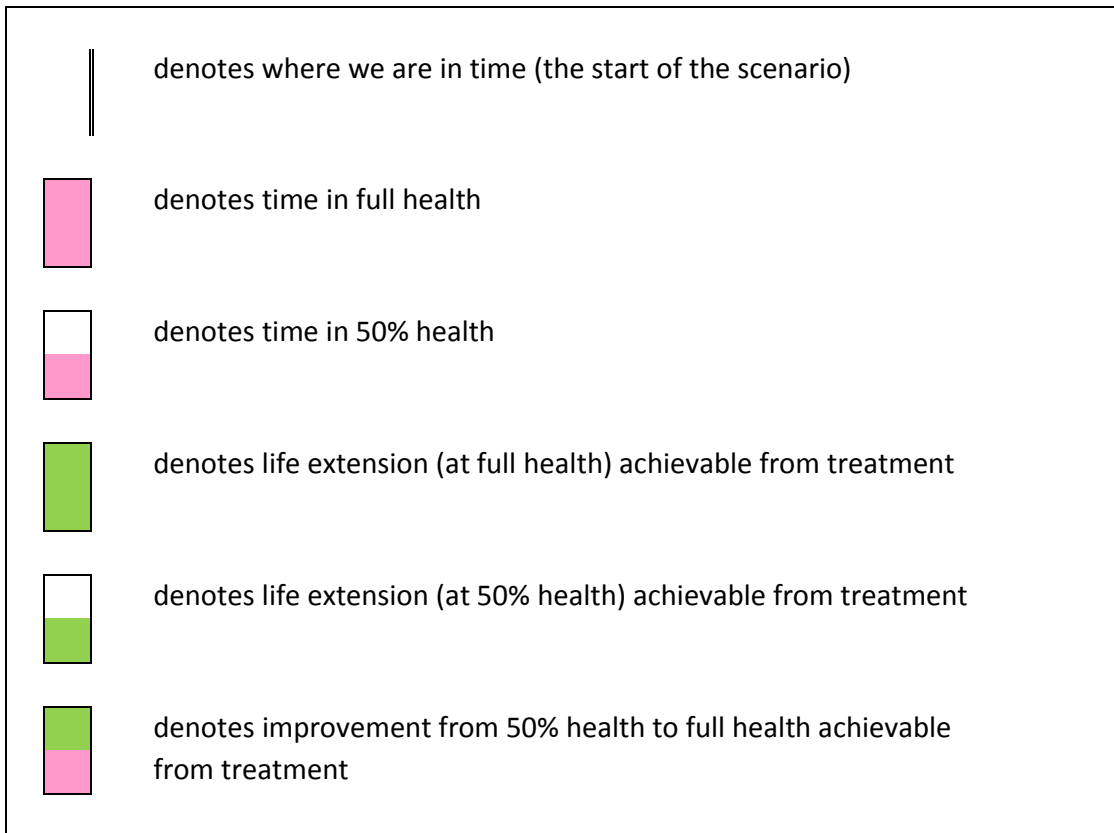 denotes where we are in time (the start of the scenario)
denotes time in full health
denotes time in 50% health
denotes life extension (at full health) achievable from treatment
denotes life extension (at 50% health) achievable from treatment
denotes improvement from 50% health to full health achievable
from treatment